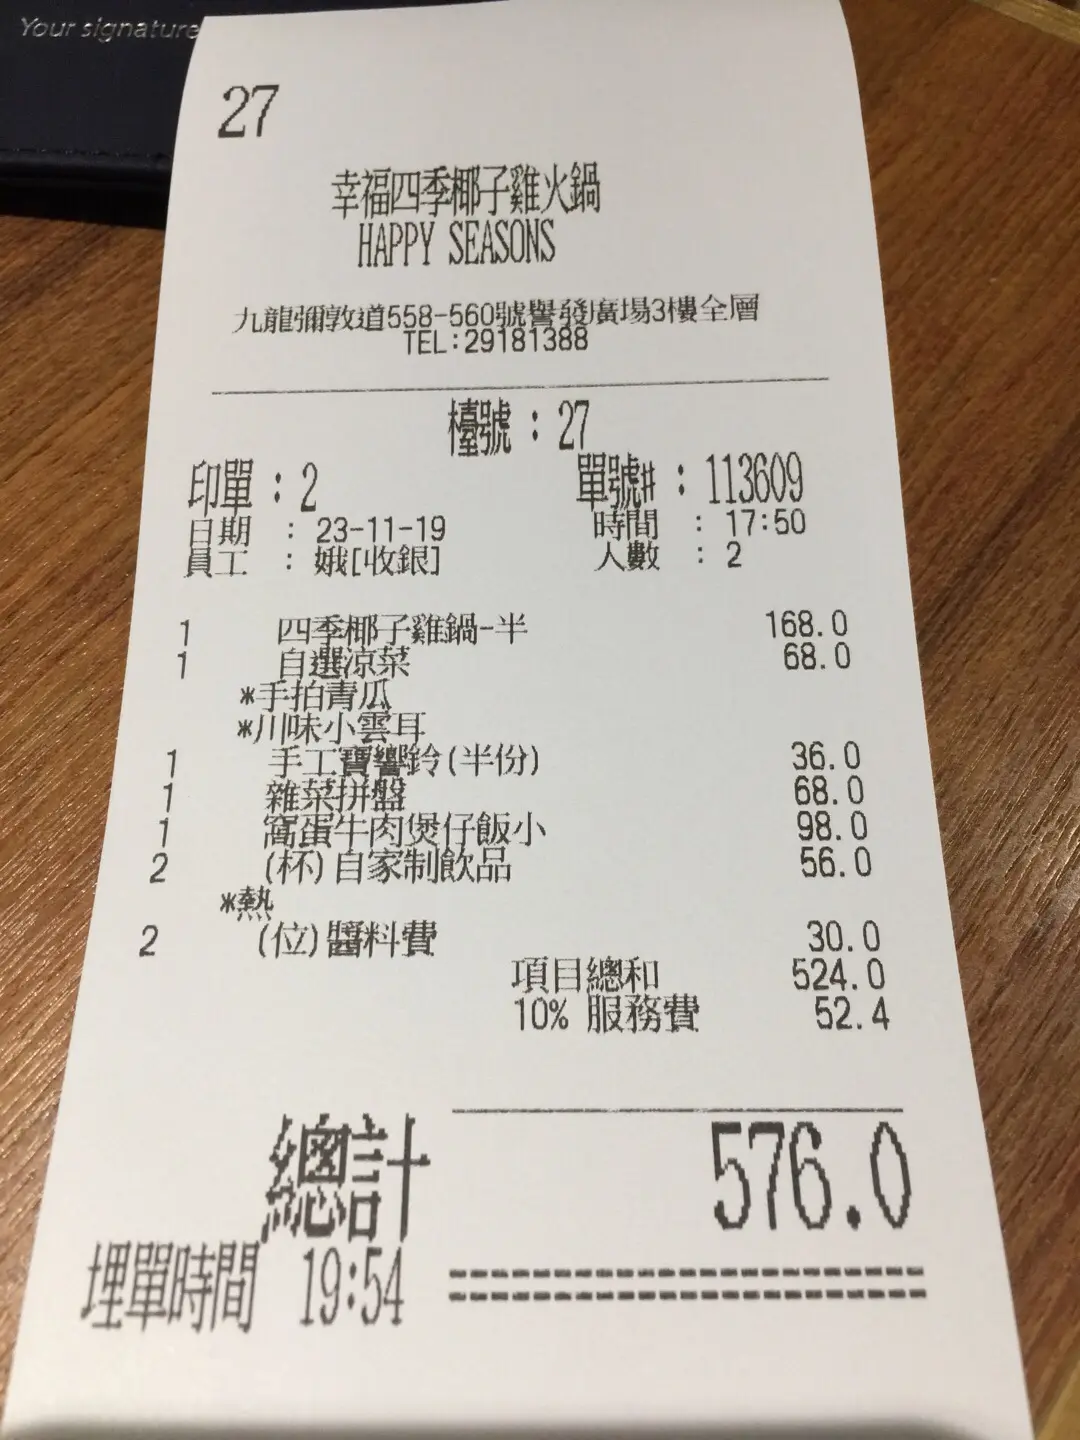 Your signature
27
幸福四季椰子雞火鍋
HAPPY SEASONS
九龍彌敦道558-560號譽發廣場3樓全層
TEL:29181388
檯號 : 27
印單 : 2 單號# : 113609
日期 : 23-11-19 時間 : 17:50
員工 : 娥[收銀] 人數 : 2
1 四季椰子雞鍋-半 168.0
1 自選涼菜 68.0
*手拍青瓜
*川味小雲耳
1 手工寶響鈴(半份) 36.0
1 雜菜拼盤 68.0
1 窩蛋牛肉煲仔飯小 98.0
2 (杯)自家制飲品 56.0
*熱
2 (位)醬料費 30.0
項目總和 524.0
10% 服務費 52.4
總計 576.0
埋單時間 19:54